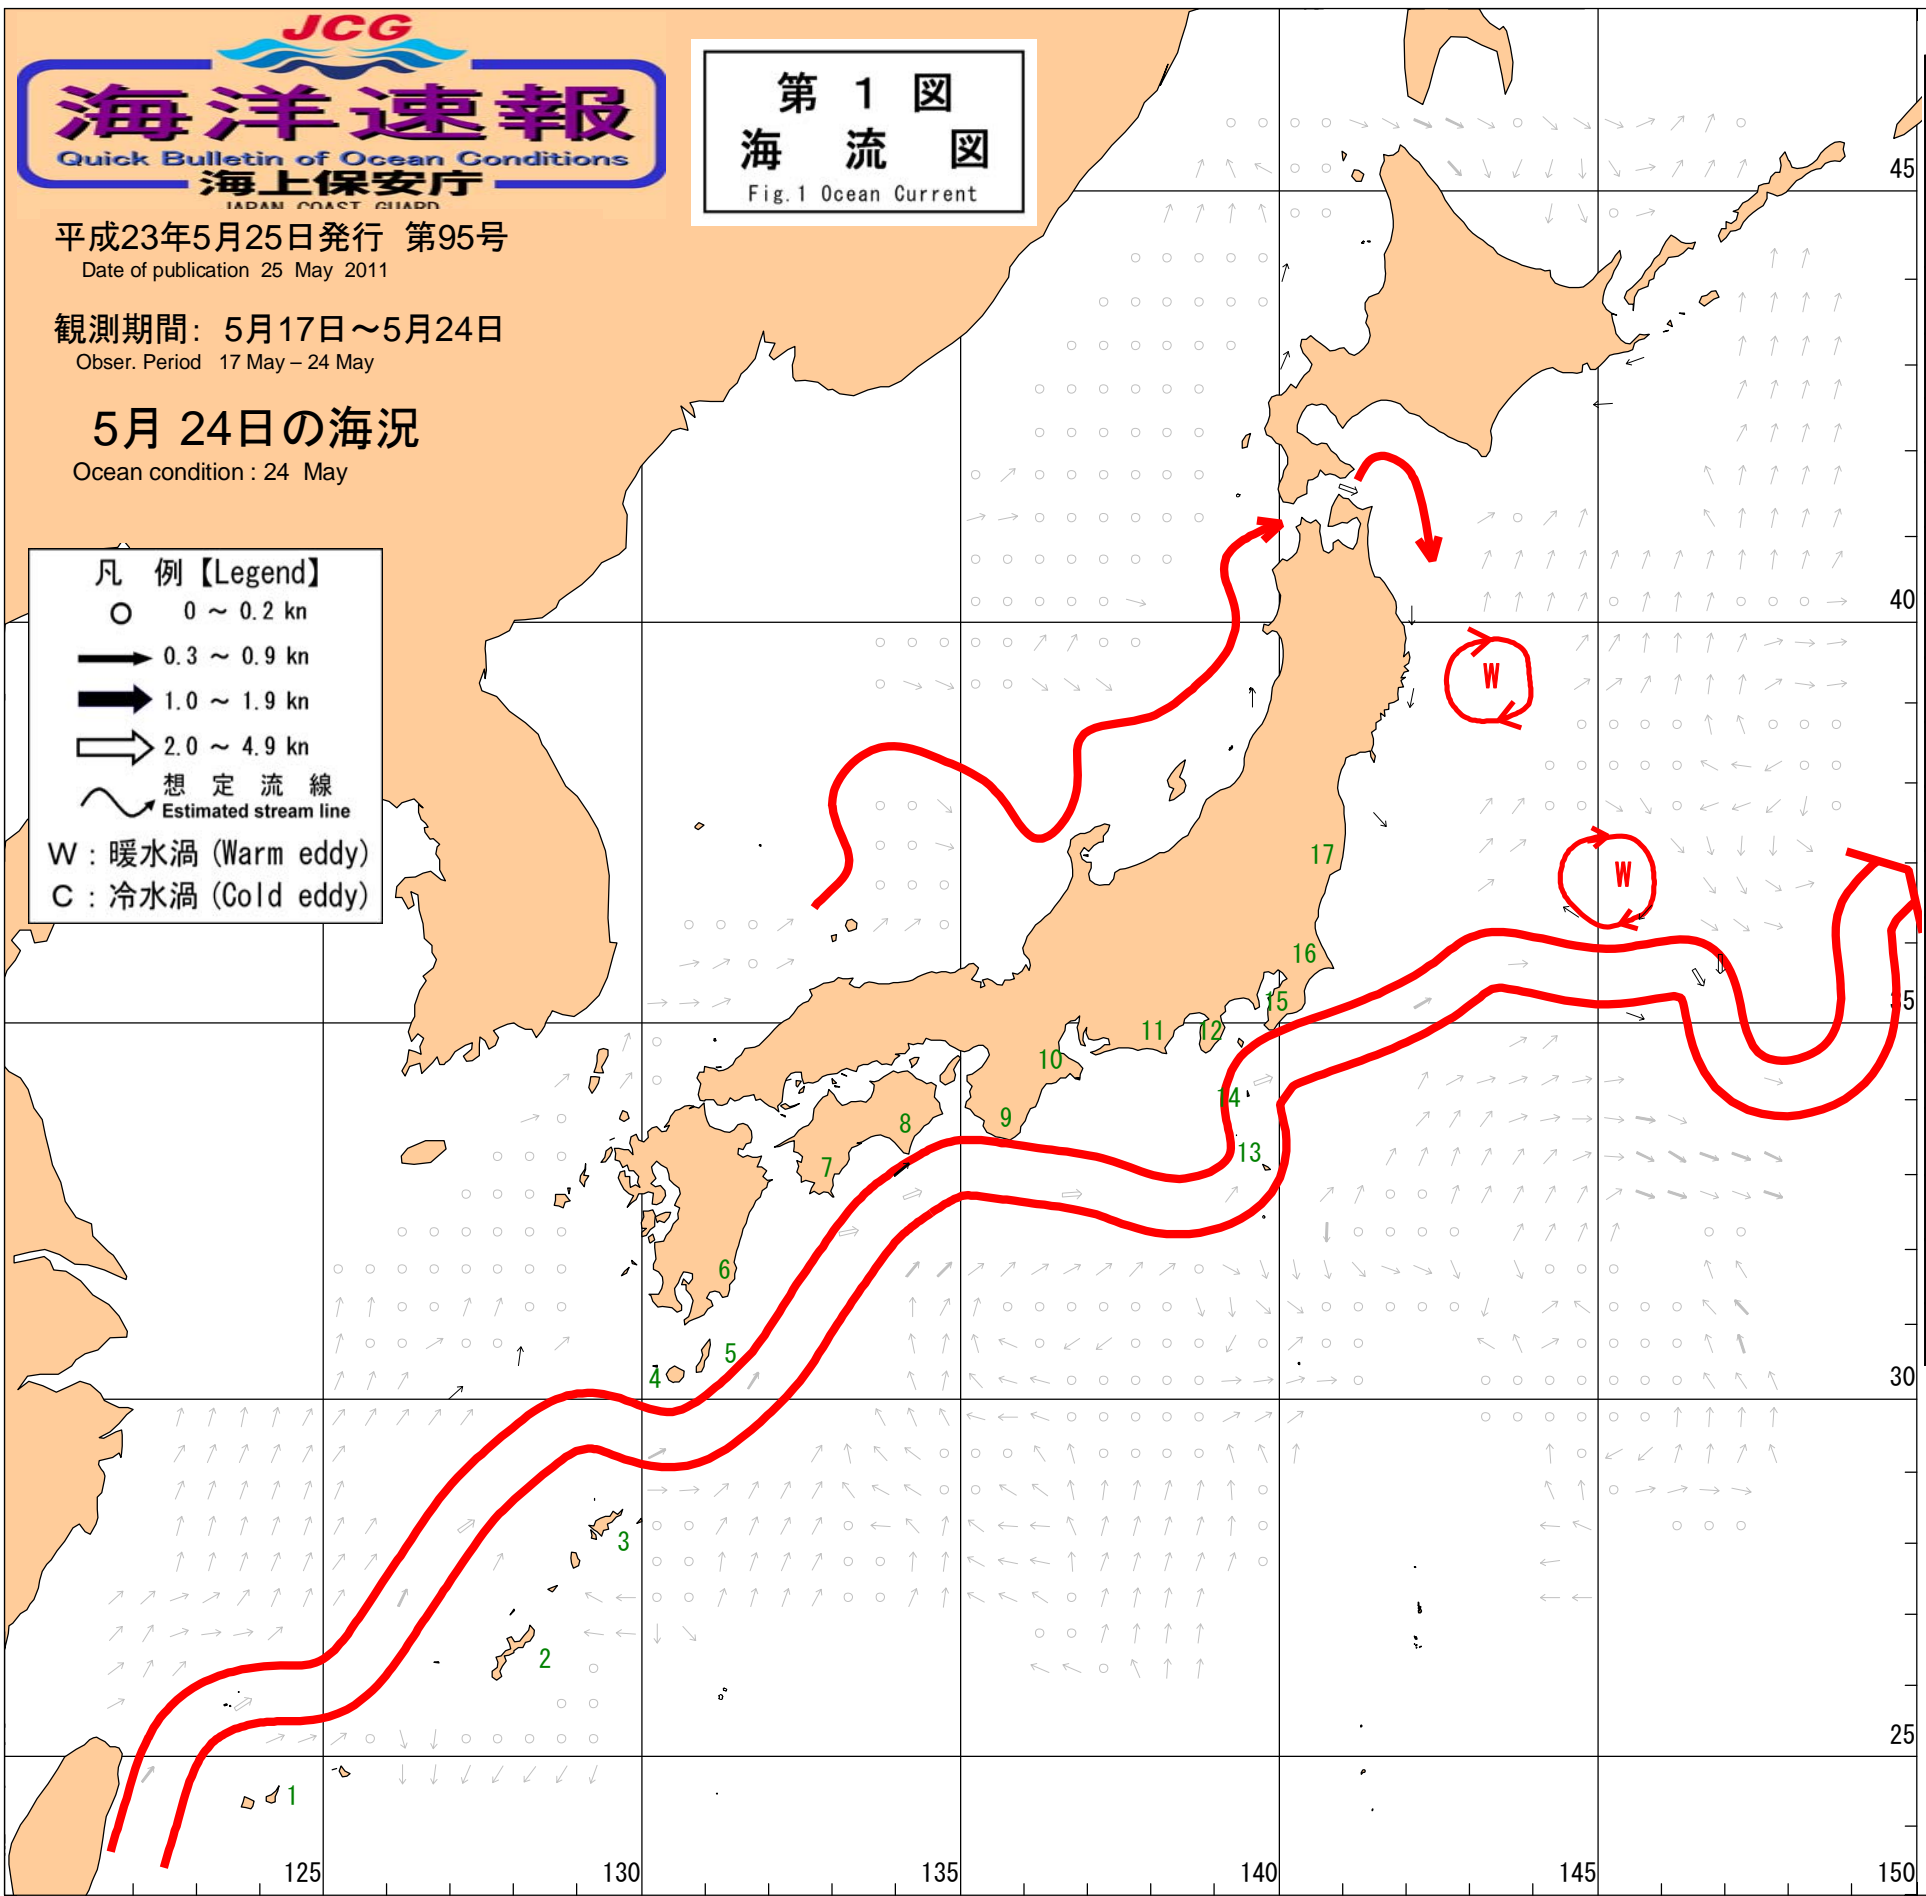 JCG
海洋速報
Quick Bulletin of Ocean Conditions
海上保安庁
JAPAN COAST GUARD
平成23年5月25日発行 第95号
Date of publication 25 May 2011
観測期間: 5月17日～5月24日
Obser. Period 17 May – 24 May
5月 24日の海況
Ocean condition : 24 May
第 1 図
海 流 図
Fig.1 Ocean Current
凡 例【Legend】
0 ～ 0.2 kn
0.3 ～ 0.9 kn
1.0 ～ 1.9 kn
2.0 ～ 4.9 kn
想 定 流 線
Estimated stream line
W : 暖水渦 (Warm eddy)
C : 冷水渦 (Cold eddy)
45
40
W
17
W
16
15
35
11
12
10
14
9
8
13
7
6
5
4
30
3
2
25
1
125
130
135
140
145
150